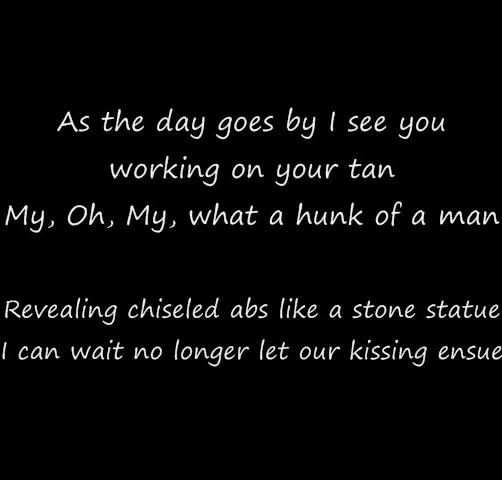 As the day goes by I see you
working on your tan
My, Oh, My, what a hunk of a man
Revealing chiseled abs like a stone statue
I can wait no longer let our kissing ensue